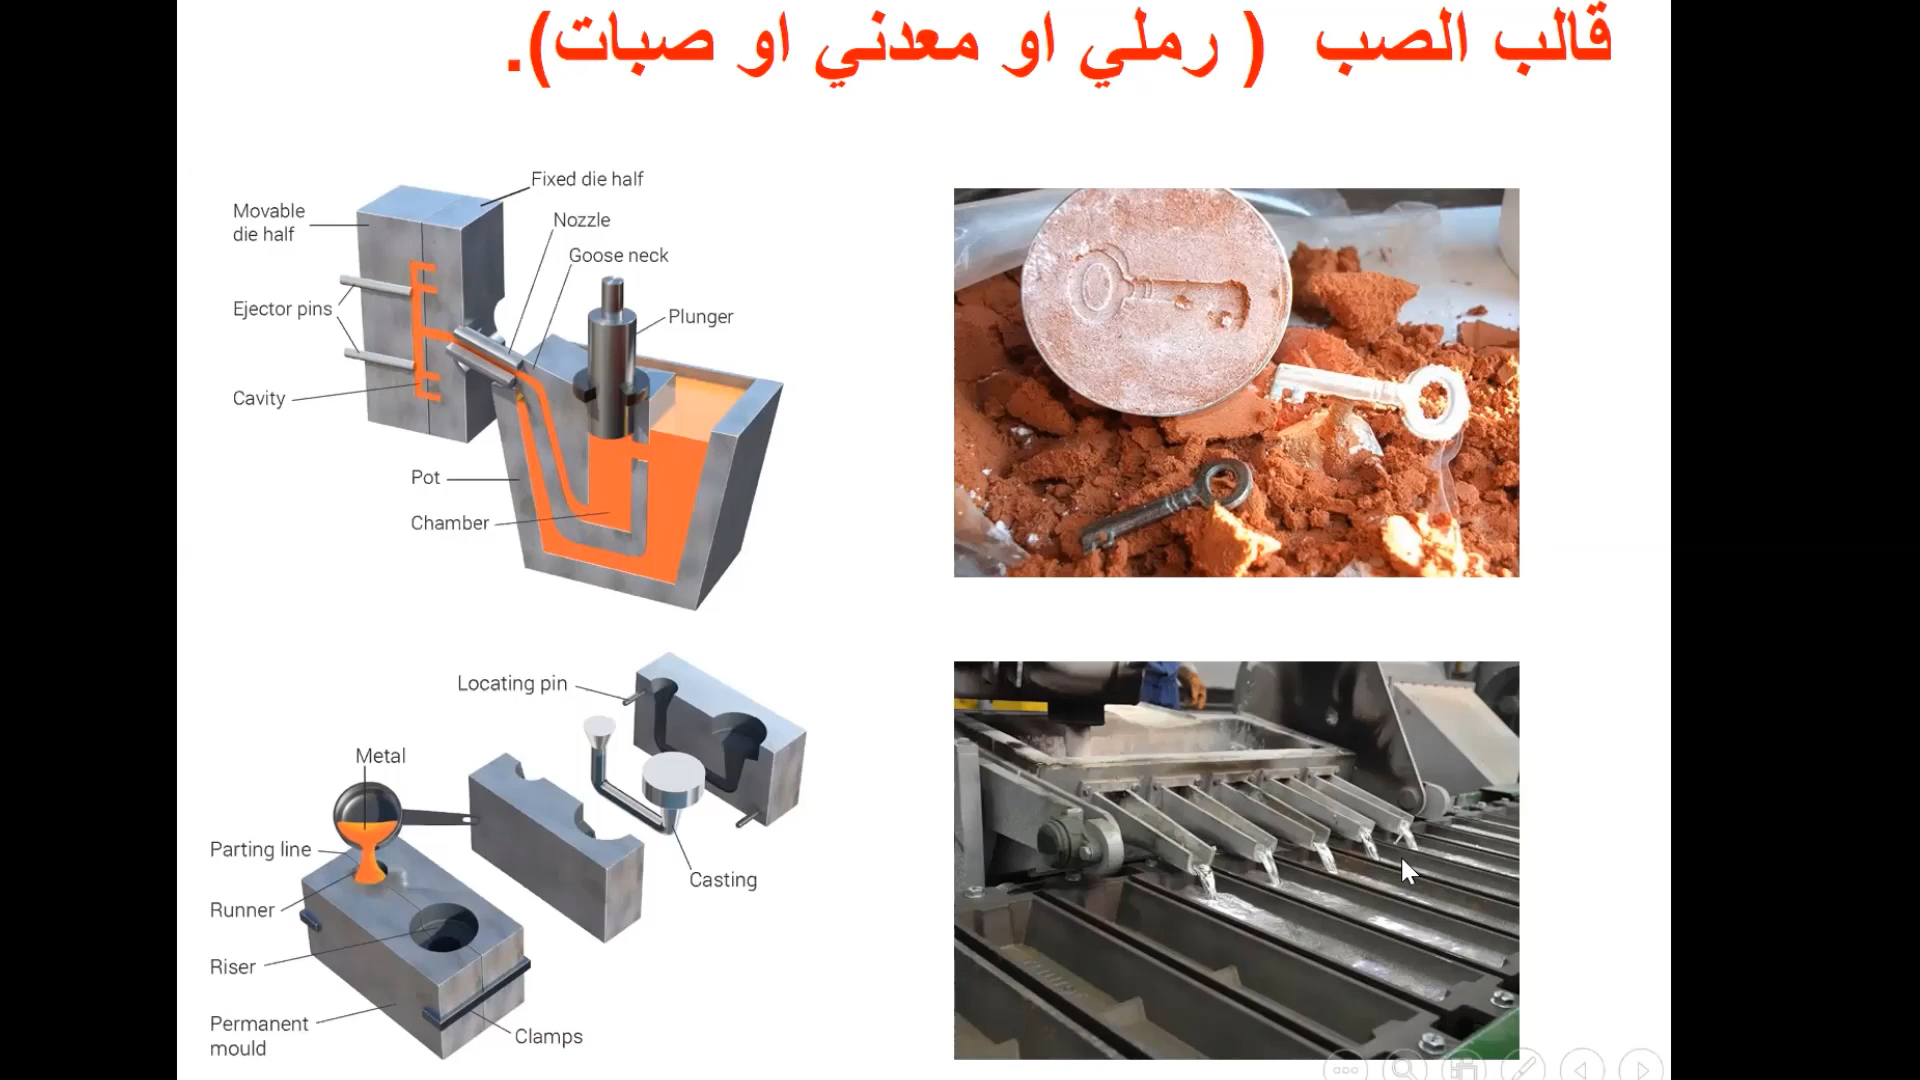 قالب الصب ( رملي او معدني او صبات).
Fixed die half
Movable
die half
Nozzle
Goose neck
Ejector pins
Plunger
Cavity
Pot
Chamber
Locating pin
Metal
Parting line
Casting
Runner
Riser
Permanent
mould
Clamps